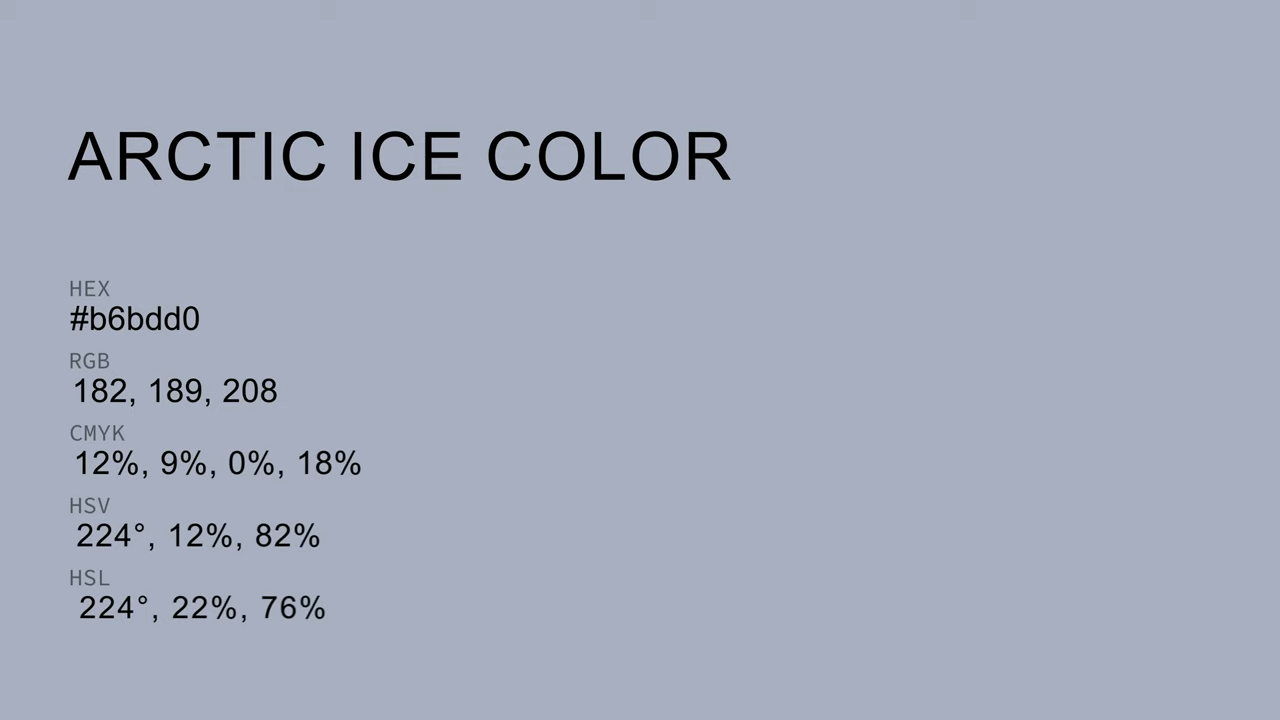 ARCTIC ICE COLOR
HEX
#b6bdd0
RGB
182, 189, 208
CMYK
12%, 9%, 0%, 18%
HSV
224°, 12%, 82%
HSL
224°, 22%, 76%